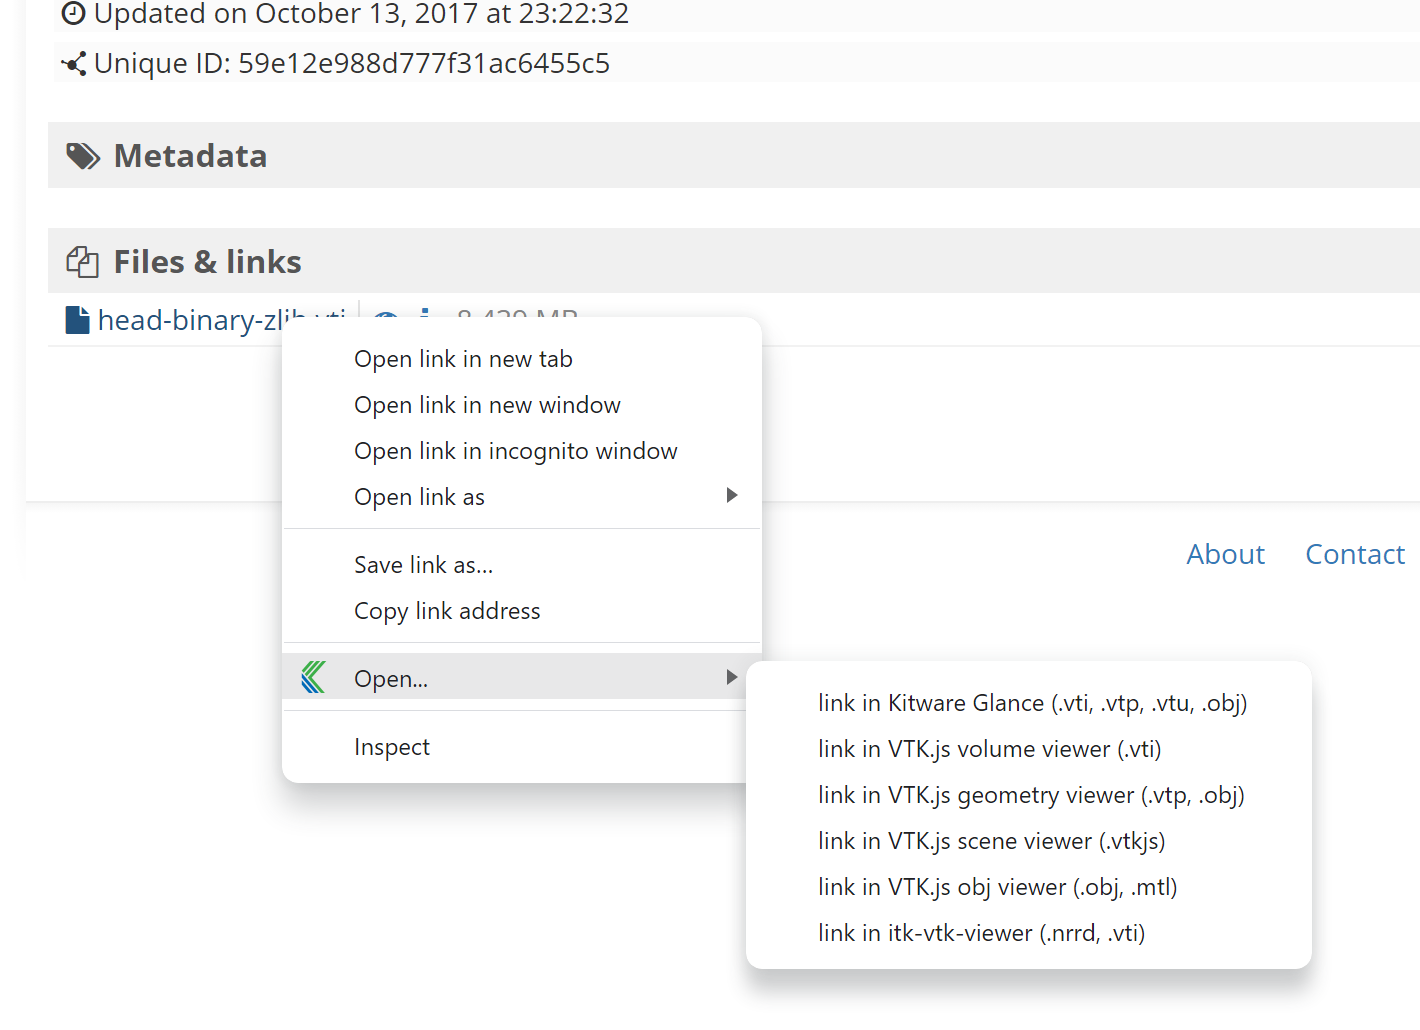 Updated on October 13, 2017 at 23:22:32
Unique ID: 59e12e988d777f31ac6455c5
Metadata
Files & links
head-binary-zlib.vti 8.429 MB
Open link in new tab
Open link in new window
Open link in incognito window
Open link as
Save link as...
Copy link address
Open...
Inspect
About Contact
link in Kitware Glance (.vti, .vtp, .vtu, .obj)
link in VTK.js volume viewer (.vti)
link in VTK.js geometry viewer (.vtp, .obj)
link in VTK.js scene viewer (.vtkjs)
link in VTK.js obj viewer (.obj, .mtl)
link in itk-vtk-viewer (.nrrd, .vti)